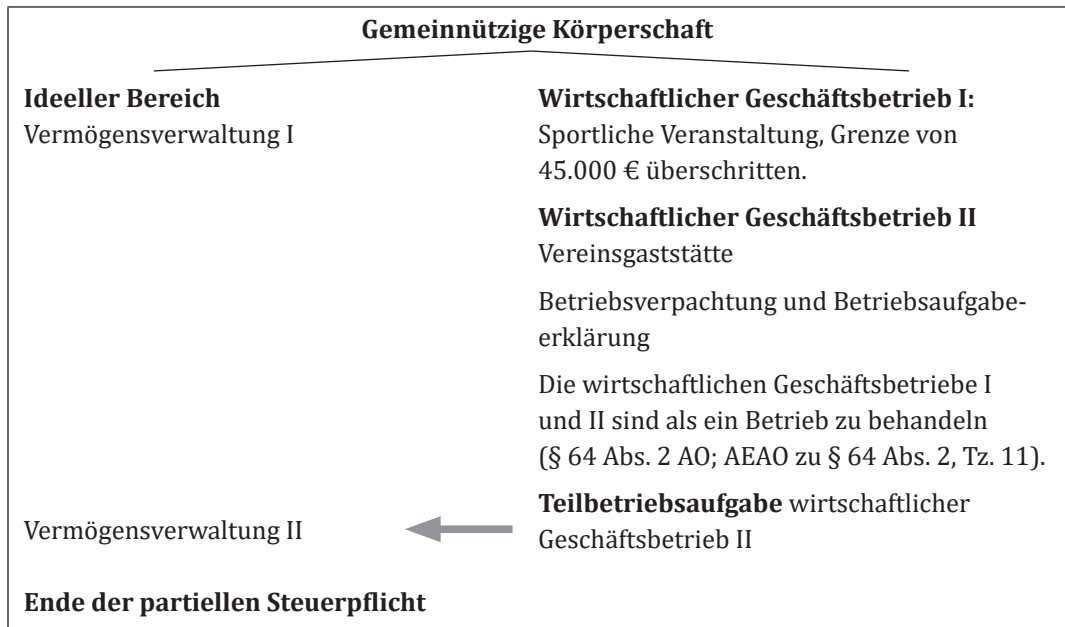 Gemeinnützige Körperschaft
Ideeller Bereich
Vermögensverwaltung I
Wirtschaftlicher Geschäftsbetrieb I:
Sportliche Veranstaltung, Grenze von
45.000 € überschritten.
Wirtschaftlicher Geschäftsbetrieb II
Vereinsgaststätte
Betriebsverpachtung und Betriebsaufgabe-
erklärung
Die wirtschaftlichen Geschäftsbetriebe I
und II sind als ein Betrieb zu behandeln
(§ 64 Abs. 2 AO; AEAO zu § 64 Abs. 2, Tz. 11).
Vermögensverwaltung II
Teilbetriebsaufgabe wirtschaftlicher
Geschäftsbetrieb II
Ende der partiellen Steuerpflicht